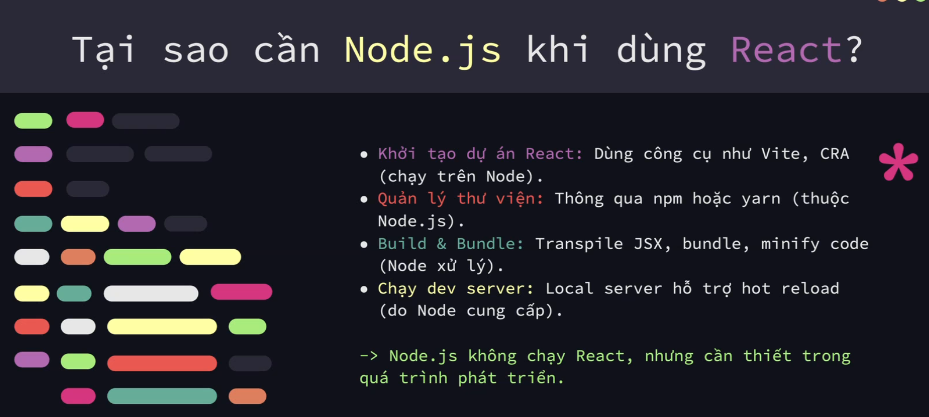 Tại sao cần Node.js khi dùng React?
● Khởi tạo dự án React: Dùng công cụ như Vite, CRA
(chạy trên Node).
● Quản lý thư viện: Thông qua npm hoặc yarn (thuộc
Node.js).
● Build & Bundle: Transpile JSX, bundle, minify code
(Node xử lý).
● Chạy dev server: Local server hỗ trợ hot reload
(do Node cung cấp).
-> Node.js không chạy React, nhưng cần thiết trong
quá trình phát triển.